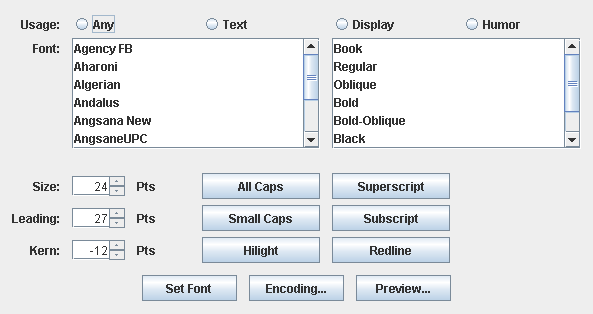 Usage: Any Text Display Humor
Font: Agency FB Book
Aharoni Regular
Algerian Oblique
Andalus Bold
Angsana New Bold-Oblique
AngsaneUPC Black
Size: 24 Pts All Caps Superscript
Leading: 27 Pts Small Caps Subscript
Kern: -12 Pts Hilight Redline
Set Font Encoding... Preview...